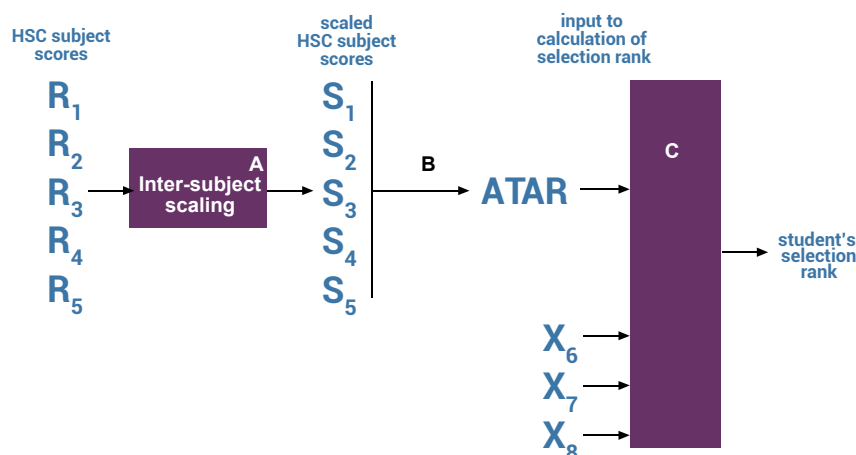 HSC subject
scores
R1
R2
R3
R4
R5
A
Inter-subject
scaling
scaled
HSC subject
scores
S1
S2
S3
S4
S5
B
input to
calculation of
selection rank
ATAR
X6
X7
X8
C
student's
selection
rank